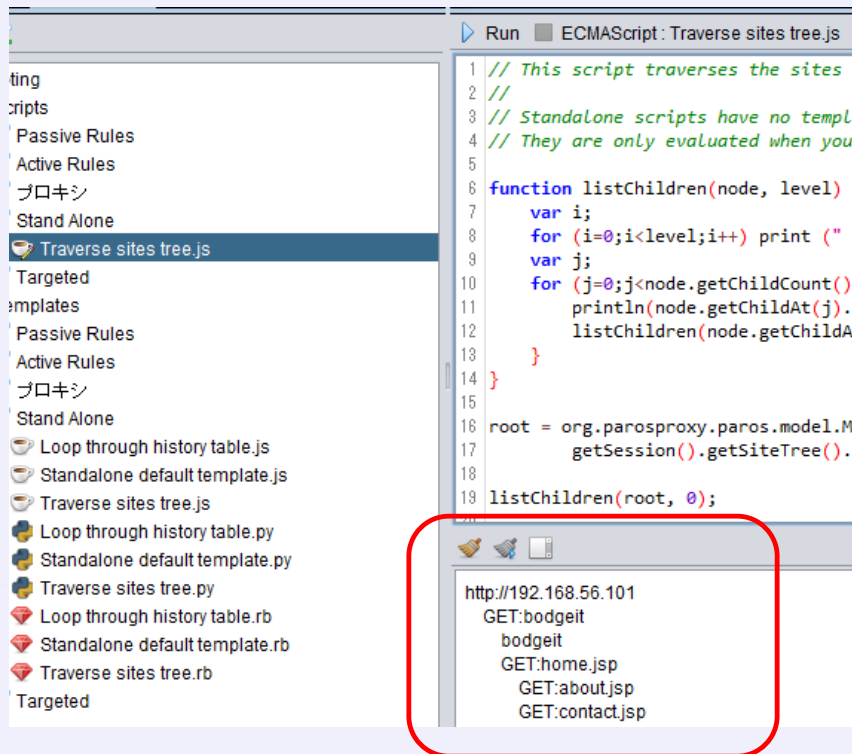 ting
cripts
Passive Rules
Active Rules
プロキシ
Stand Alone
Traverse sites tree.js
Targeted
emplates
Passive Rules
Active Rules
プロキシ
Stand Alone
Loop through history table.js
Standalone default template.js
Traverse sites tree.js
Loop through history table.py
Standalone default template.py
Traverse sites tree.py
Loop through history table.rb
Standalone default template.rb
Traverse sites tree.rb
Targeted
Run ECMAScript : Traverse sites tree.js
1 // This script traverses the sites
2 //
3 // Standalone scripts have no templ
4 // They are only evaluated when you
5
6 function listChildren(node, level)
7 var i;
8 for (i=0;i<level;i++) print ("
9 var j;
10 for (j=0;j<node.getChildCount()
11 println(node.getChildAt(j).
12 listChildren(node.getChildA
13 }
14 }
15
16 root = org.parosproxy.paros.model.M
17 getSession().getSiteTree().
18
19 listChildren(root, 0);
http://192.168.56.101
GET:bodgeit
bodgeit
GET:home.jsp
GET:about.jsp
GET:contact.jsp